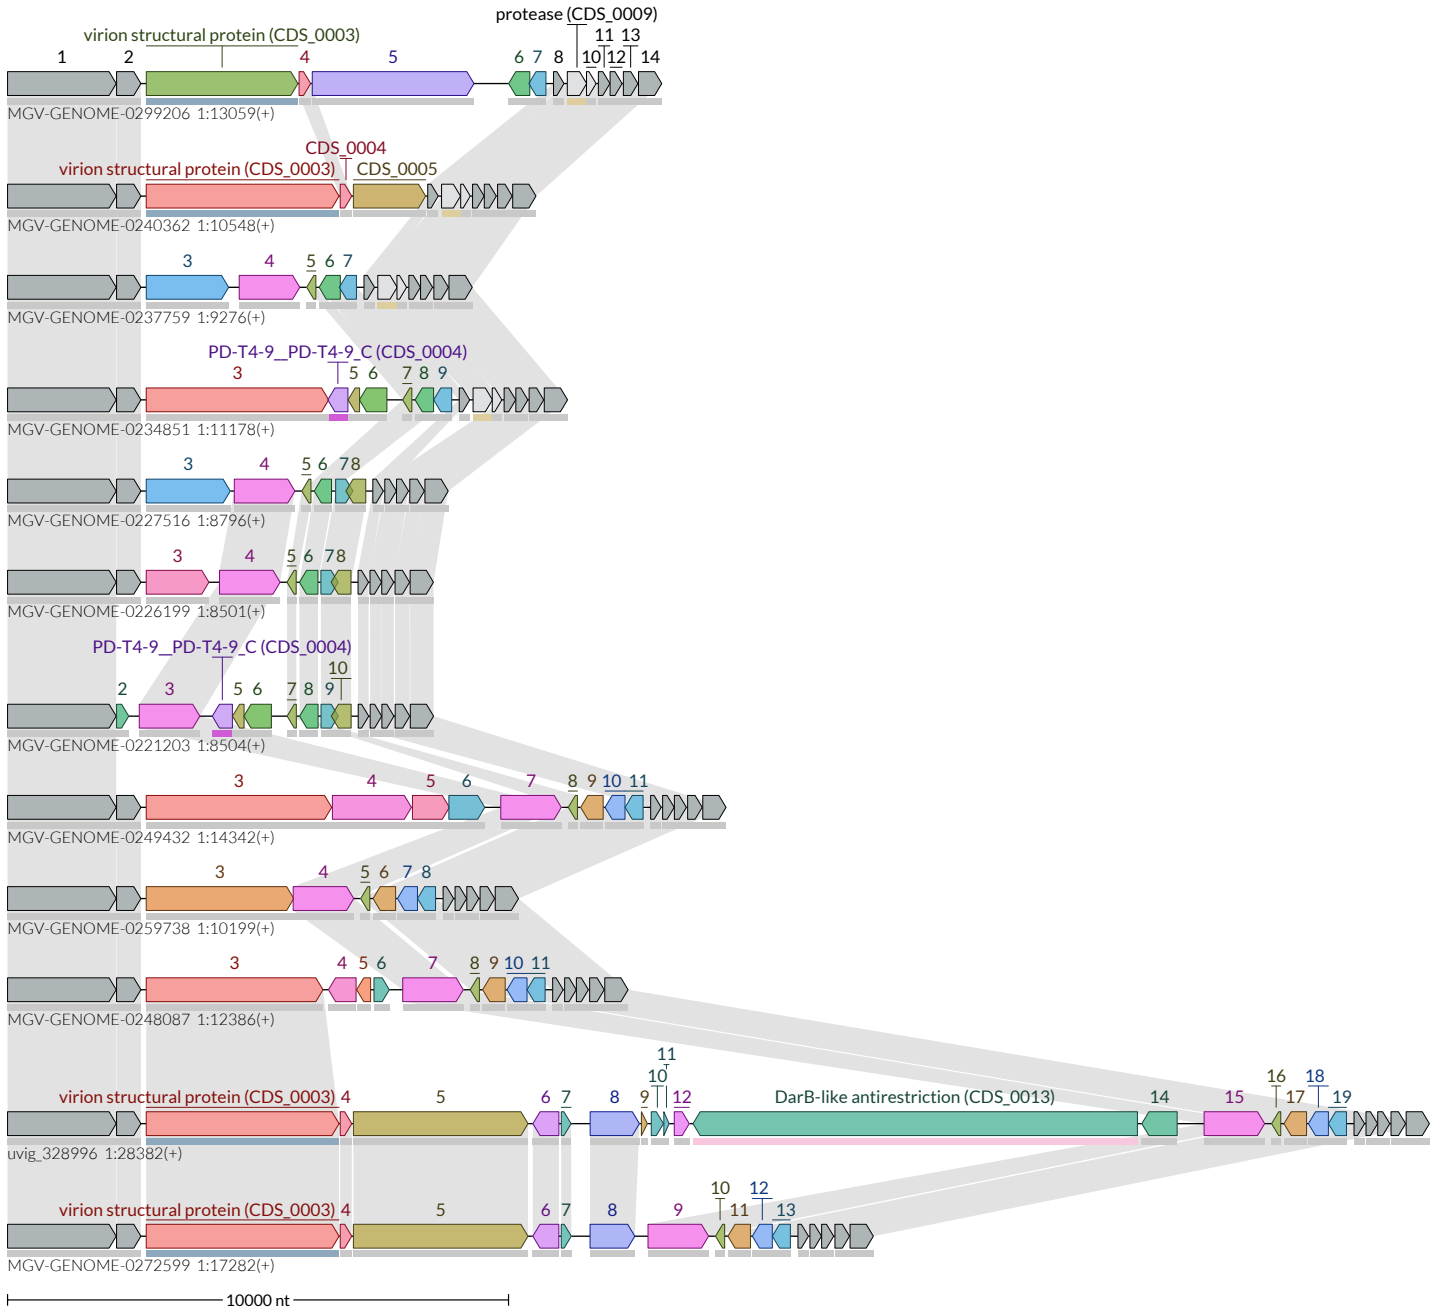 protease (CDS_0009)
virion structural protein (CDS_0003) 11 13
1 2 4 5 6 7 8 10 12 14
MGV-GENOME-0299206 1:13059(+)
CDS_0004
virion structural protein (CDS_0003) CDS_0005
MGV-GENOME-0240362 1:10548(+)
3 4 5 6 7
MGV-GENOME-0237759 1:9276(+)
PD-T4-9__PD-T4-9_C (CDS_0004)
3 5 6 7 8 9
MGV-GENOME-0234851 1:11178(+)
3 4 5 6 7 8
MGV-GENOME-0227516 1:8796(+)
3 4 5 6 7 8
MGV-GENOME-0226199 1:8501(+)
PD-T4-9__PD-T4-9_C (CDS_0004)
10
2 3 5 6 7 8 9
MGV-GENOME-0221203 1:8504(+)
3 4 5 6 7 8 9 10 11
MGV-GENOME-0249432 1:14342(+)
3 4 5 6 7 8
MGV-GENOME-0259738 1:10199(+)
3 4 5 6 7 8 9 10 11
MGV-GENOME-0248087 1:12386(+)
11
10 16 18
virion structural protein (CDS_0003) 4 5 6 7 8 9 12 DarB-like antirestriction (CDS_0013) 14 15 17 19
uvig_328996 1:28382(+)
10 12
virion structural protein (CDS_0003) 4 5 6 7 8 9 11 13
MGV-GENOME-0272599 1:17282(+)
10000 nt